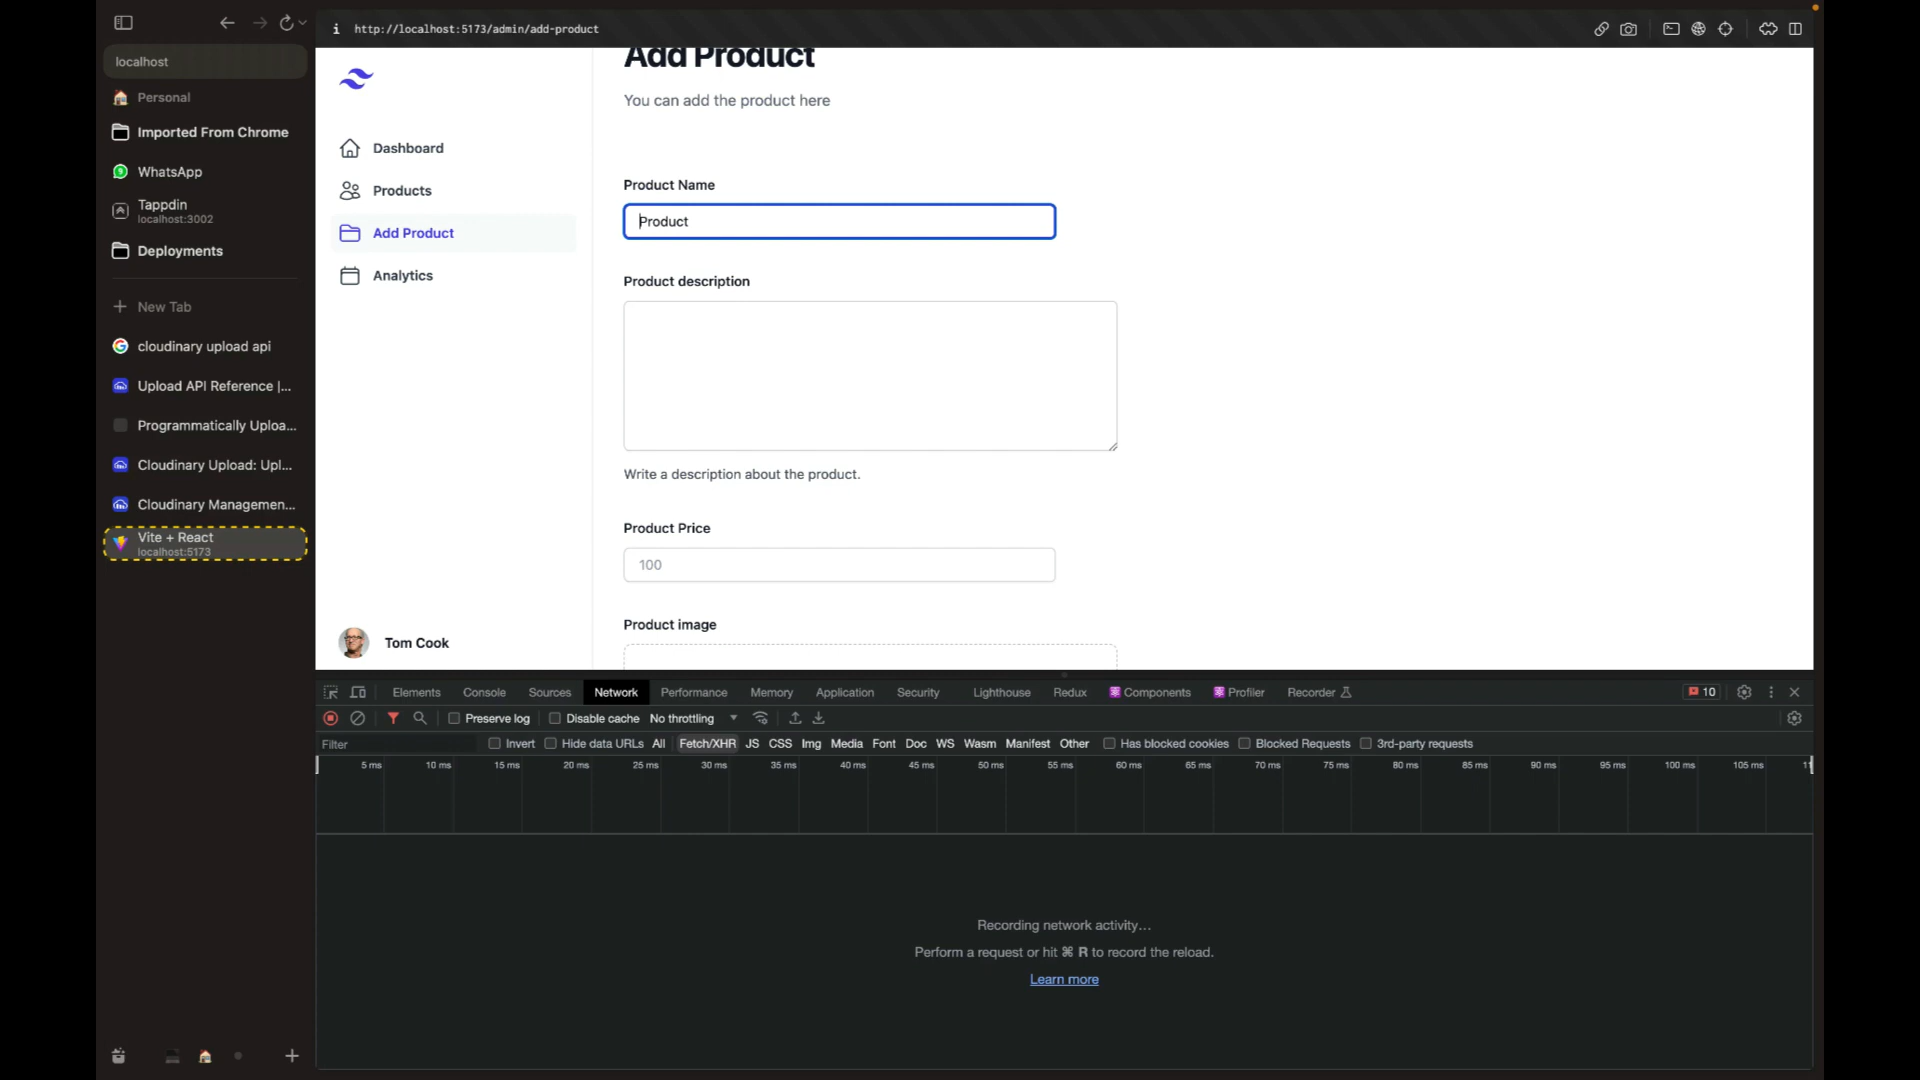 http://localhost:5173/admin/add-product
localhost
Personal
Imported From Chrome
WhatsApp
Tappdin
localhost:3002
Deployments
New Tab
cloudinary upload api
Upload API Reference |...
Programmatically Uploa...
Cloudinary Upload: Upl...
Cloudinary Managemen...
Vite + React
localhost:5173
Dashboard
Products
Add Product
Analytics
Tom Cook
Add Product
You can add the product here
Product Name
Product
Product description
Write a description about the product.
Product Price
100
Product image
Elements Console Sources Network Performance Memory Application Security Lighthouse Redux Components Profiler Recorder 10
Preserve log Disable cache No throttling
Filter Invert Hide data URLs All Fetch/XHR JS CSS Img Media Font Doc WS Wasm Manifest Other Has blocked cookies Blocked Requests 3rd-party requests
5 ms 10 ms 15 ms 20 ms 25 ms 30 ms 35 ms 40 ms 45 ms 50 ms 55 ms 60 ms 65 ms 70 ms 75 ms 80 ms 85 ms 90 ms 95 ms 100 ms 105 ms
Recording network activity…
Perform a request or hit ⌘ R to record the reload.
Learn more